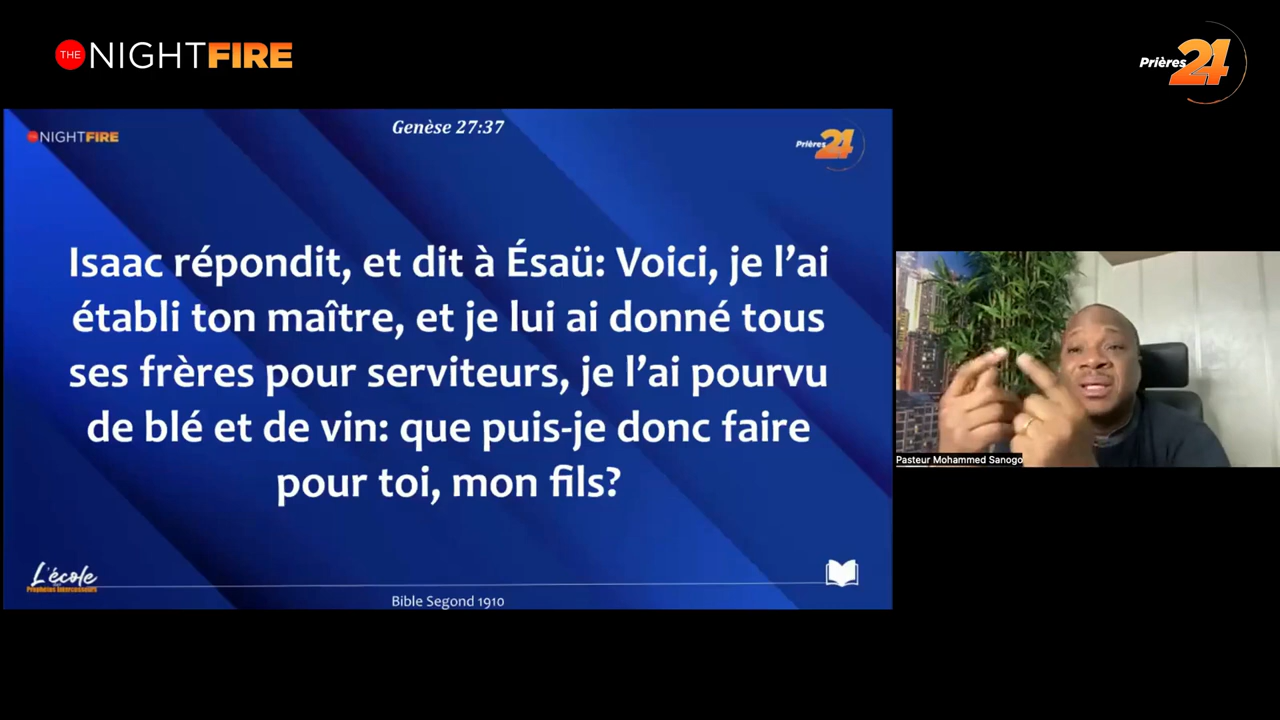 THE NIGHTFIRE
Prières 24
NIGHTFIRE
Genèse 27:37
Prières 24
Isaac répondit, et dit à Ésaü: Voici, je l’ai
établi ton maître, et je lui ai donné tous
ses frères pour serviteurs, je l’ai pourvu
de blé et de vin: que puis-je donc faire
pour toi, mon fils?
Pasteur Mohammed Sanogo
L'école
Prophètes Intercesseurs
Bible Segond 1910